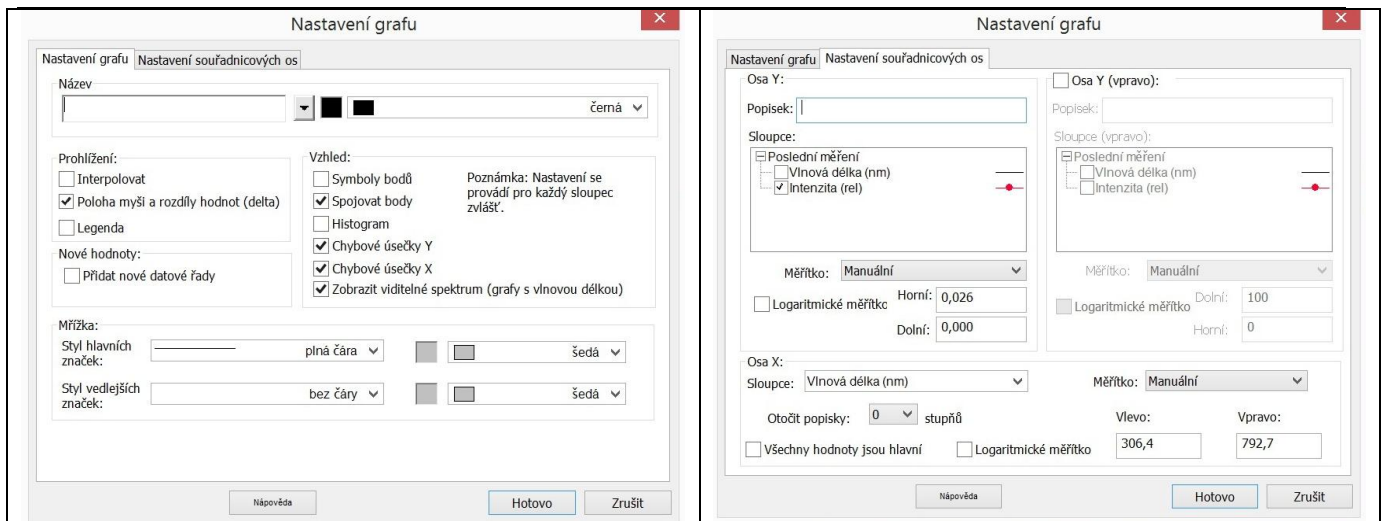 Nastavení grafu
Nastavení grafu Nastavení souřadnicových os
Název
černá
Prohlížení:
Interpolovat
Poloha myši a rozdíly hodnot (delta)
Legenda
Nové hodnoty:
Přidat nové datové řady
Vzhled:
Symboly bodů
Spojovat body
Histogram
Chybové úsečky Y
Chybové úsečky X
Zobrazit viditelné spektrum (grafy s vlnovou délkou)
Poznámka: Nastavení se
provádí pro každý sloupec
zvlášť.
Mřížka:
Styl hlavních
značek:
plná čára
šedá
Styl vedlejších
značek:
bez čáry
šedá
Nápověda
Hotovo
Zrušit
Nastavení grafu
Nastavení grafu Nastavení souřadnicových os
Osa Y:
Popisek:
Sloupce:
Poslední měření
Vlnová délka (nm)
Intenzita (rel)
Měřítko: Manuální
Logaritmické měřítko
Horní: 0,026
Dolní: 0,000
Osa Y (vpravo):
Popisek:
Sloupce (vpravo):
Poslední měření
Vlnová délka (nm)
Intenzita (rel)
Měřítko: Manuální
Logaritmické měřítko
Dolní: 100
Horní: 0
Osa X:
Sloupce: Vlnová délka (nm)
Měřítko: Manuální
Otočit popisky: 0 stupňů
Vlevo: Vpravo:
Všechny hodnoty jsou hlavní
Logaritmické měřítko
306,4 792,7
Nápověda
Hotovo
Zrušit